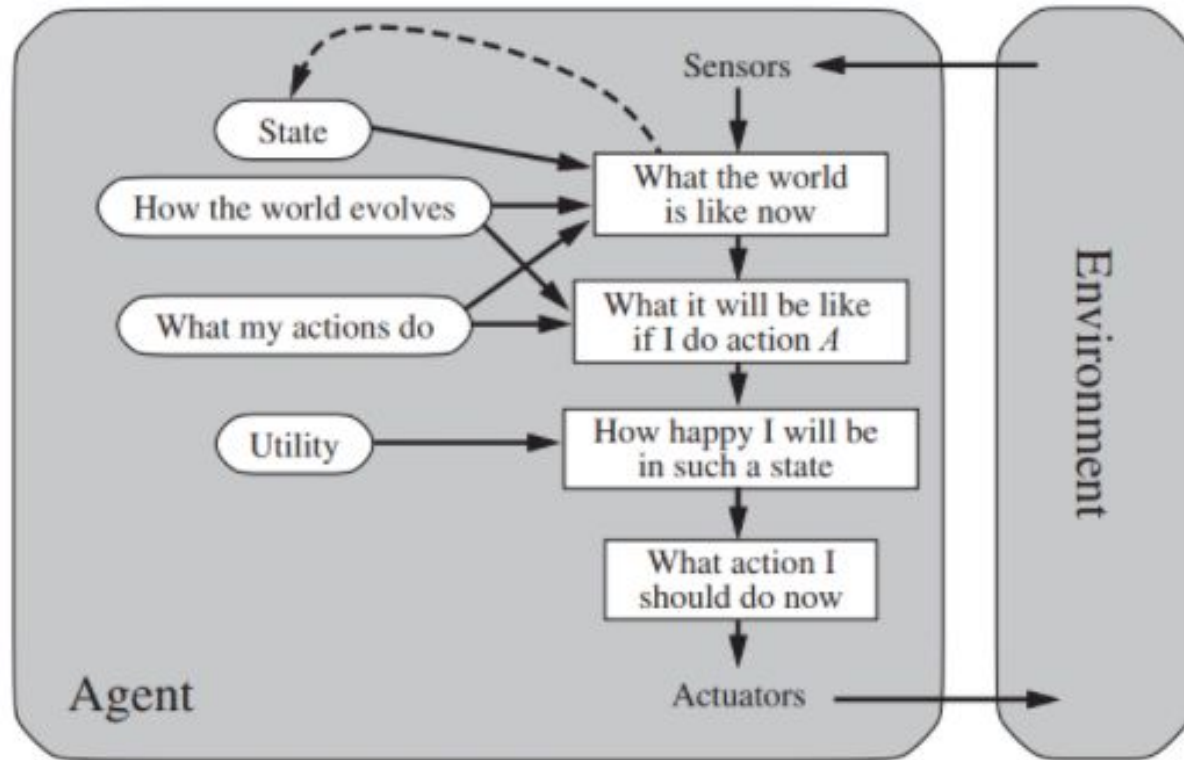 Sensors
State
What the world
is like now
How the world evolves
What it will be like
if I do action A
What my actions do
How happy I will be
in such a state
Utility
What action I
should do now
Agent
Actuators
Environment